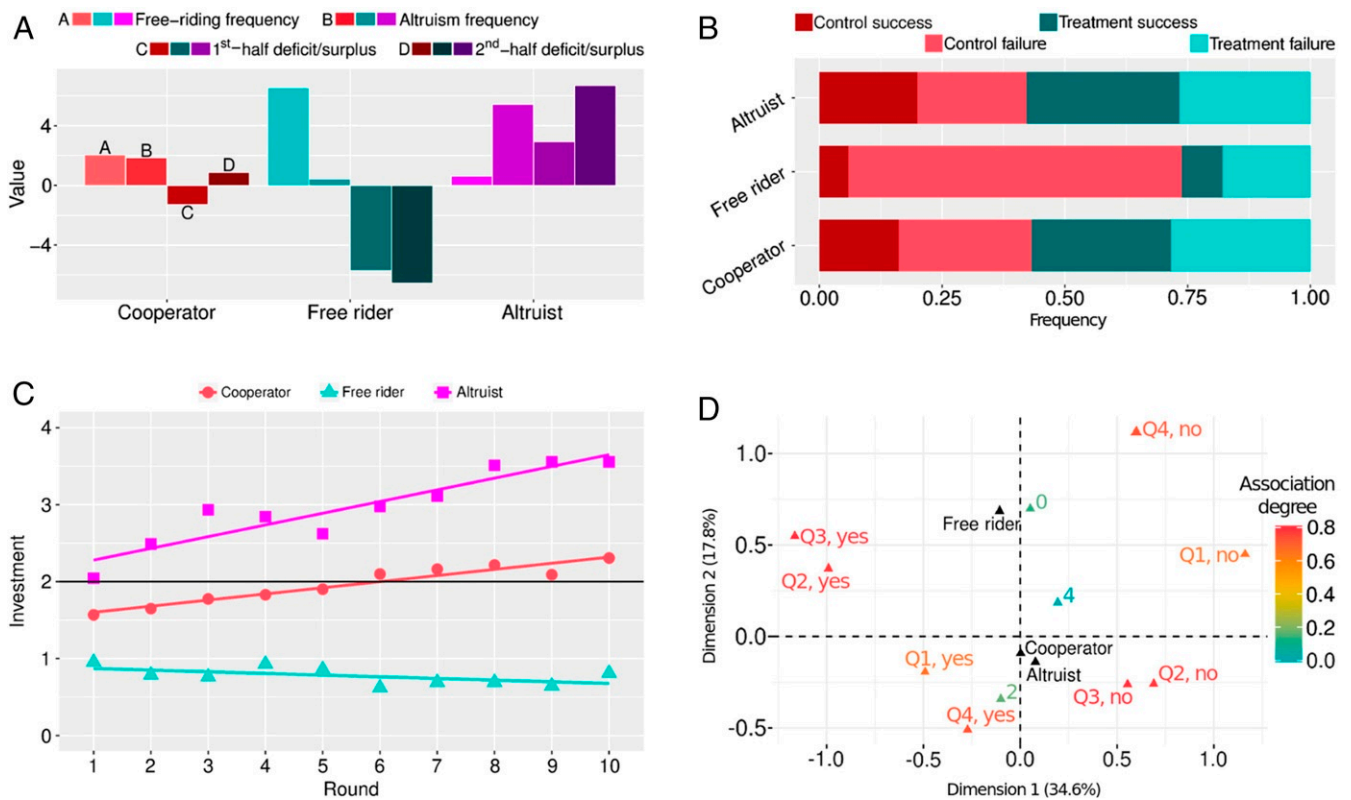 A
A Free-riding frequency B Altruism frequency
C 1st-half deficit/surplus D 2nd-half deficit/surplus
Value
4
0
-4
A
B
C
D
Cooperator Free rider Altruist
B
Control success Treatment success
Control failure Treatment failure
Altruist
Free rider
Cooperator
0.00 0.25 0.50 0.75 1.00
Frequency
C
Cooperator Free rider Altruist
Investment
4
3
2
1
0
1 2 3 4 5 6 7 8 9 10
Round
D
Dimension 2 (17.8%)
1.0
0.5
0.0
-0.5
Q4, no
0
Free rider
Q3, yes
Q1, no
Q2, yes
4
Cooperator
Q1, yes
Altruist
Q2, no
2
Q3, no
Q4, yes
-1.0 -0.5 0.0 0.5 1.0
Dimension 1 (34.6%)
Association
degree
0.8
0.6
0.4
0.2
0.0